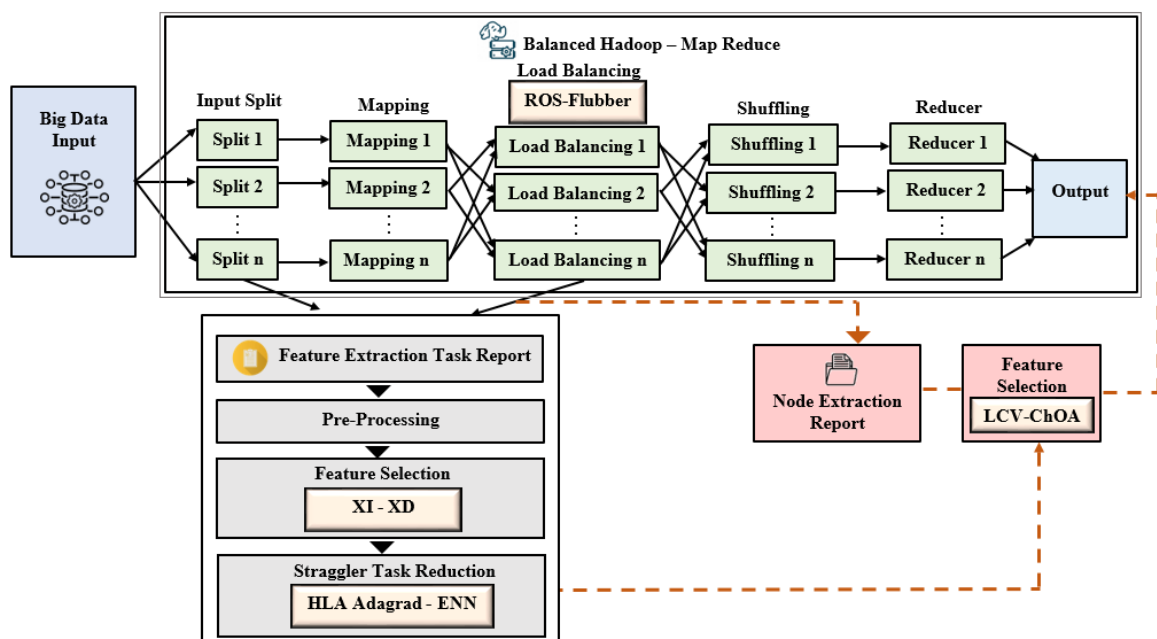 Balanced Hadoop – Map Reduce
Big Data
Input
Input Split
Split 1
Split 2
Split n
Mapping
Mapping 1
Mapping 2
Mapping n
Load Balancing
ROS-Flubber
Load Balancing 1
Load Balancing 2
Load Balancing n
Shuffling
Shuffling 1
Shuffling 2
Shuffling n
Reducer
Reducer 1
Reducer 2
Reducer n
Output
Feature Extraction Task Report
Pre-Processing
Feature Selection
XI - XD
Straggler Task Reduction
HLA Adagrad - ENN
Node Extraction
Report
Feature
Selection
LCV-ChOA